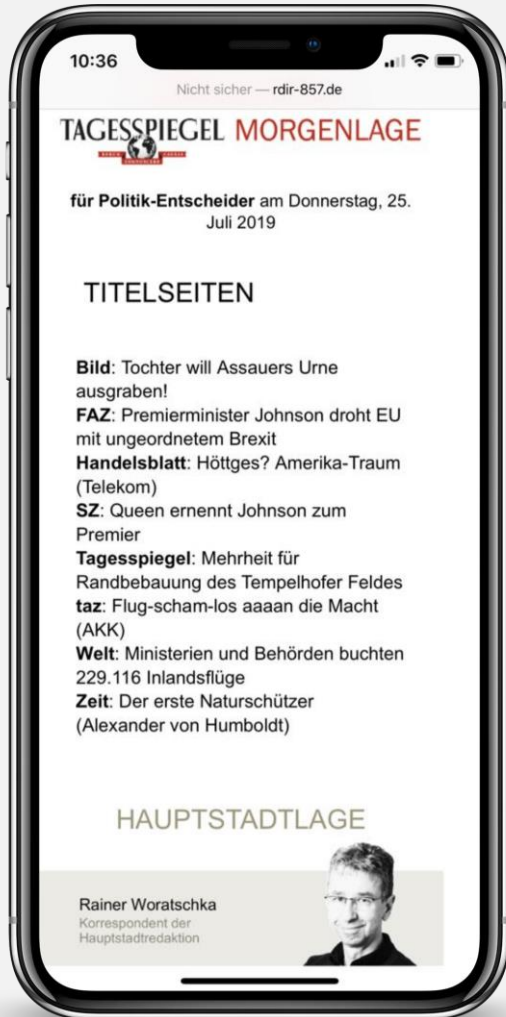 10:36
Nicht sicher — rdir-857.de
TAGESSPIEGEL MORGENLAGE
für Politik-Entscheider am Donnerstag, 25.
Juli 2019
TITELSEITEN
Bild: Tochter will Assauers Urne
ausgraben!
FAZ: Premierminister Johnson droht EU
mit ungeordnetem Brexit
Handelsblatt: Höttges? Amerika-Traum
(Telekom)
SZ: Queen ernennt Johnson zum
Premier
Tagesspiegel: Mehrheit für
Randbebauung des Tempelhofer Feldes
taz: Flug-scham-los aaaan die Macht
(AKK)
Welt: Ministerien und Behörden buchten
229.116 Inlandsflüge
Zeit: Der erste Naturschützer
(Alexander von Humboldt)
HAUPTSTADTLAGE
Rainer Woratschka
Korrespondent der
Hauptstadtredaktion